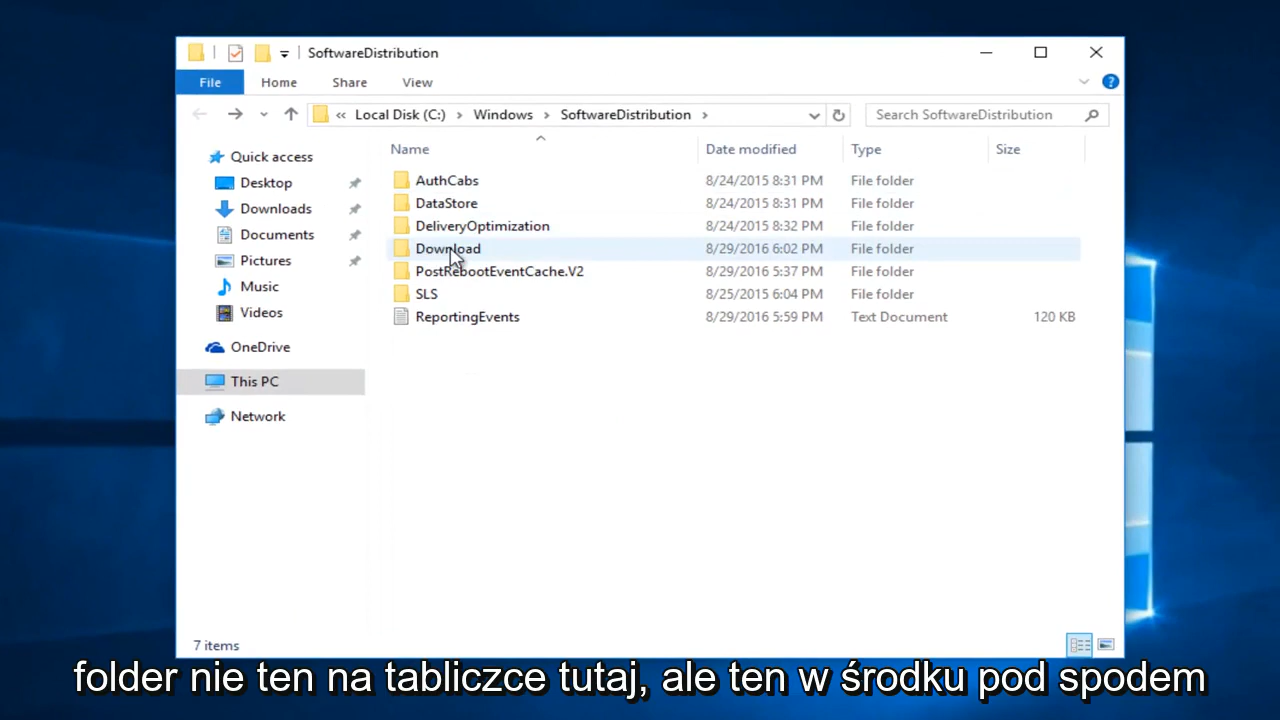 SoftwareDistribution
File Home Share View
« Local Disk (C:) > Windows > SoftwareDistribution >
Search SoftwareDistribution
Name Date modified Type Size
Quick access
Desktop
Downloads
Documents
Pictures
Music
Videos
OneDrive
This PC
Network
AuthCabs 8/24/2015 8:31 PM File folder
DataStore 8/24/2015 8:31 PM File folder
DeliveryOptimization 8/24/2015 8:32 PM File folder
Download 8/29/2016 6:02 PM File folder
PostRebootEventCache.V2 8/29/2016 5:37 PM File folder
SLS 8/25/2015 6:04 PM File folder
ReportingEvents 8/29/2016 5:59 PM Text Document 120 KB
7 items
folder nie ten na tabliczce tutaj, ale ten w środku pod spodem